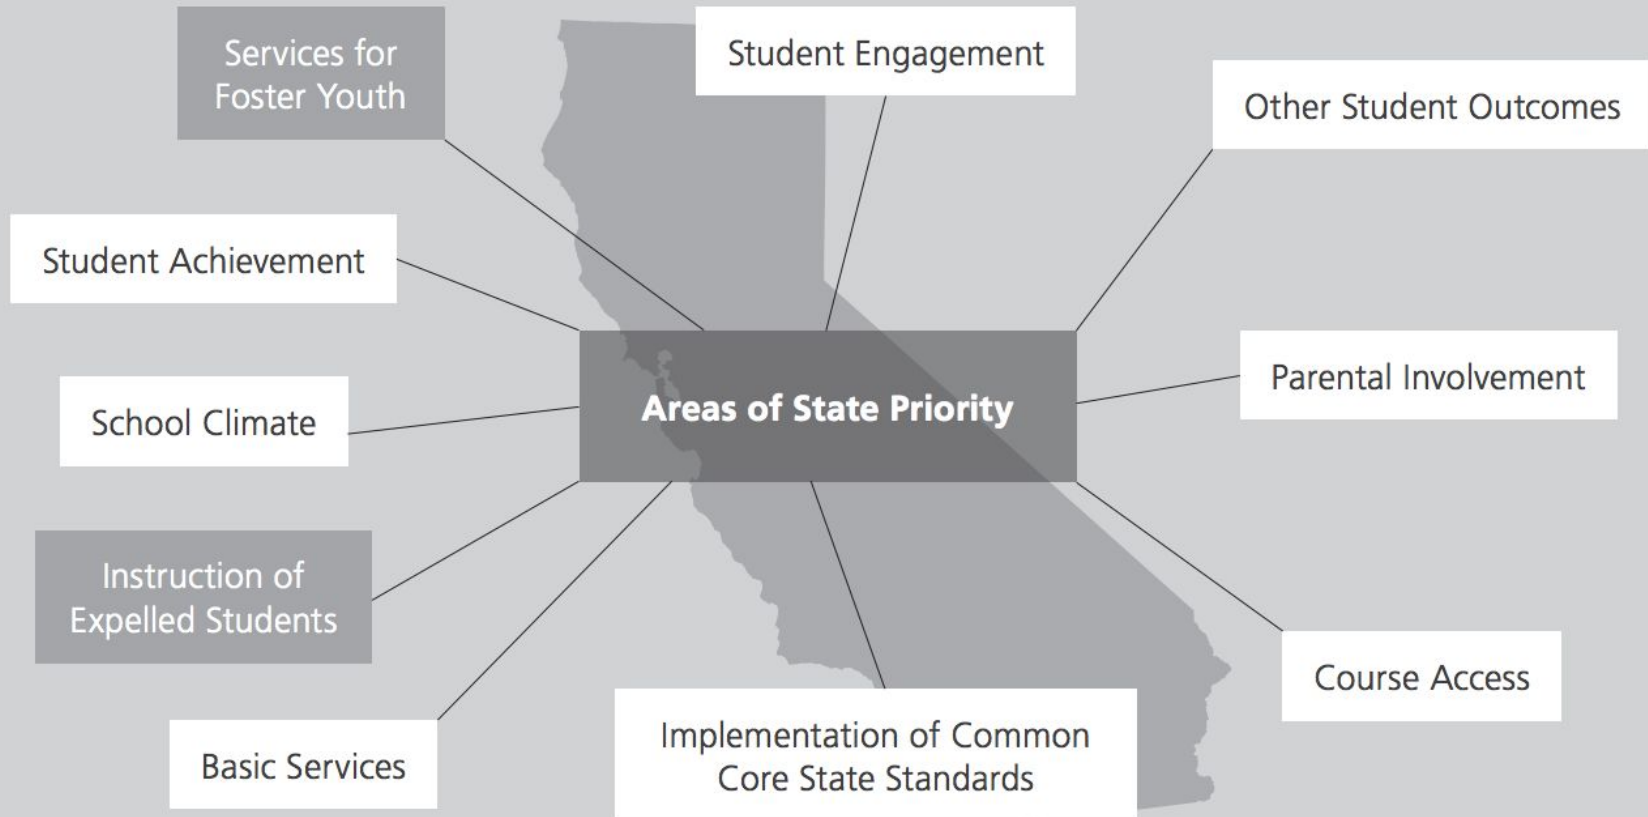 Services for
Foster Youth
Student Engagement
Other Student Outcomes
Student Achievement
Parental Involvement
School Climate
Areas of State Priority
Instruction of
Expelled Students
Course Access
Basic Services
Implementation of Common
Core State Standards